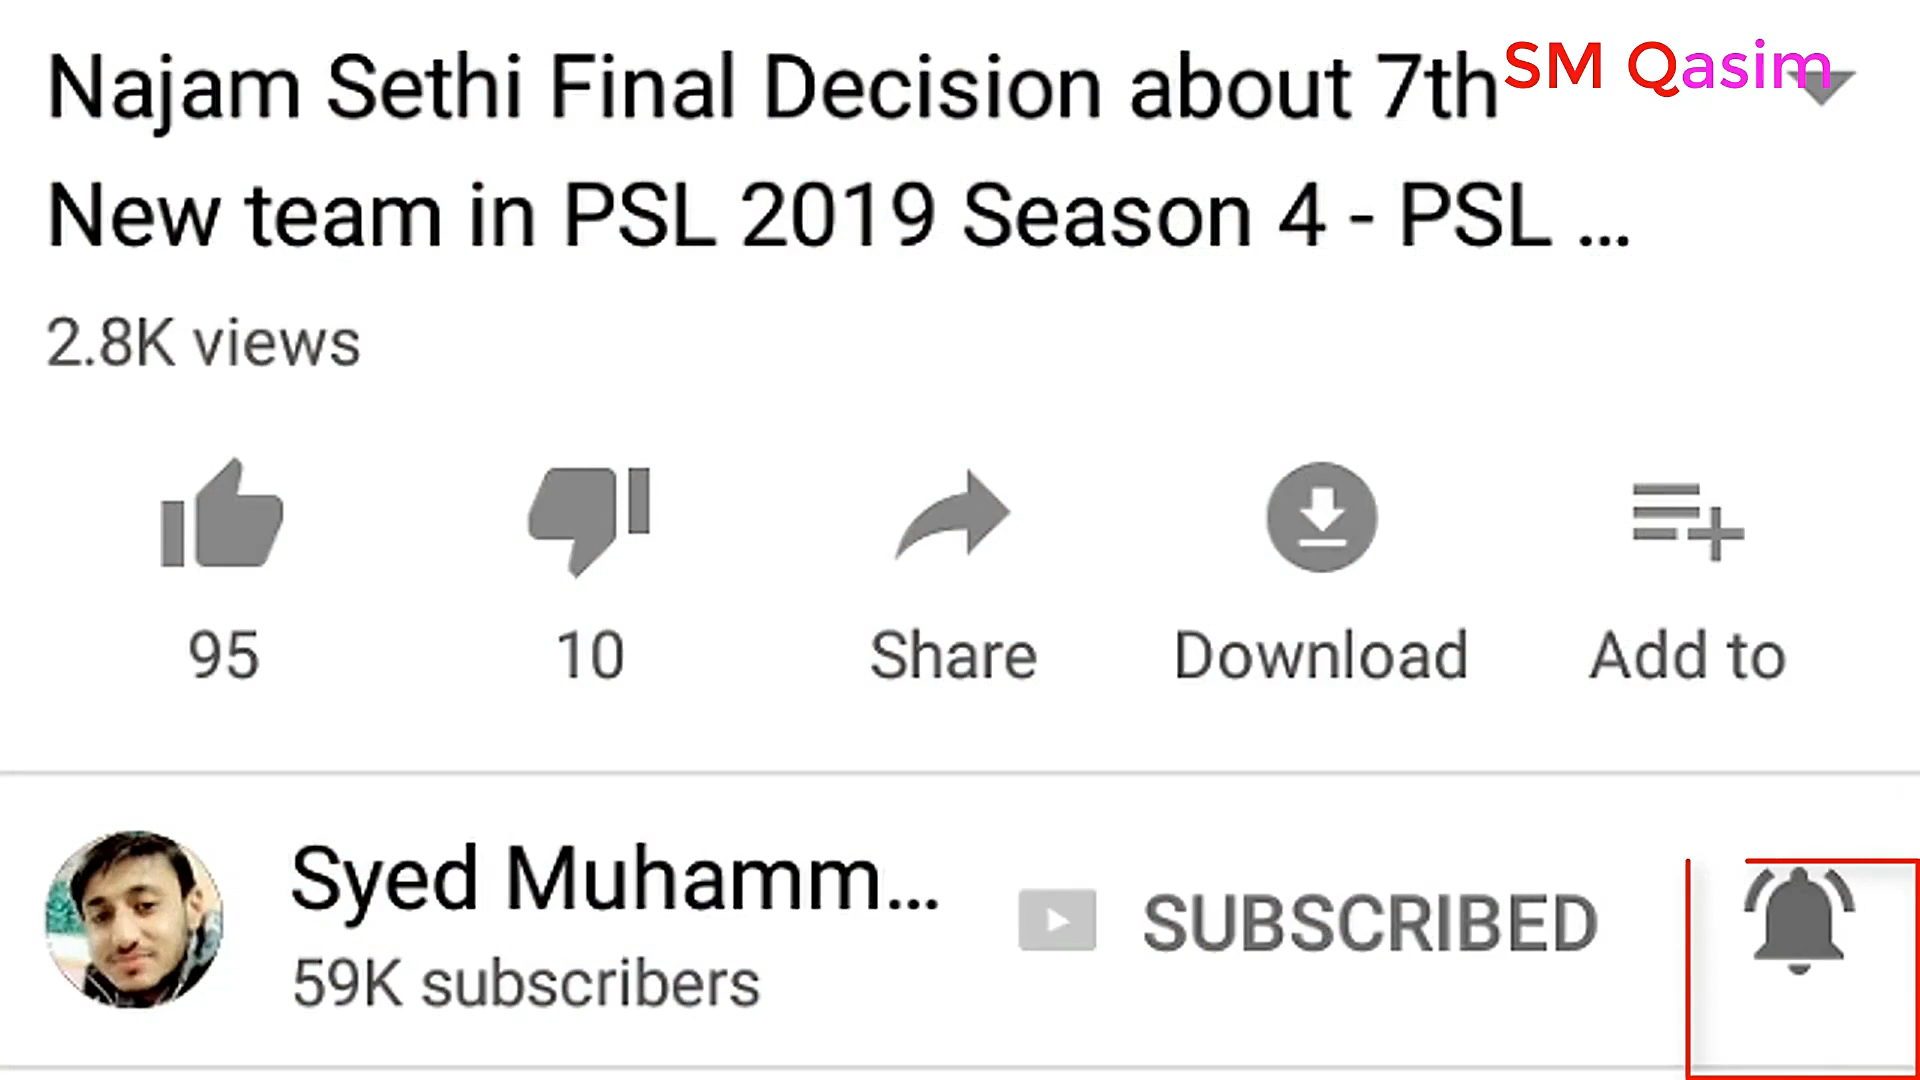 Najam Sethi Final Decision about 7th
SM Qasim
New team in PSL 2019 Season 4 - PSL ...
2.8K views
95
10
Share
Download
Add to
Syed Muhamm...
SUBSCRIBED
59K subscribers